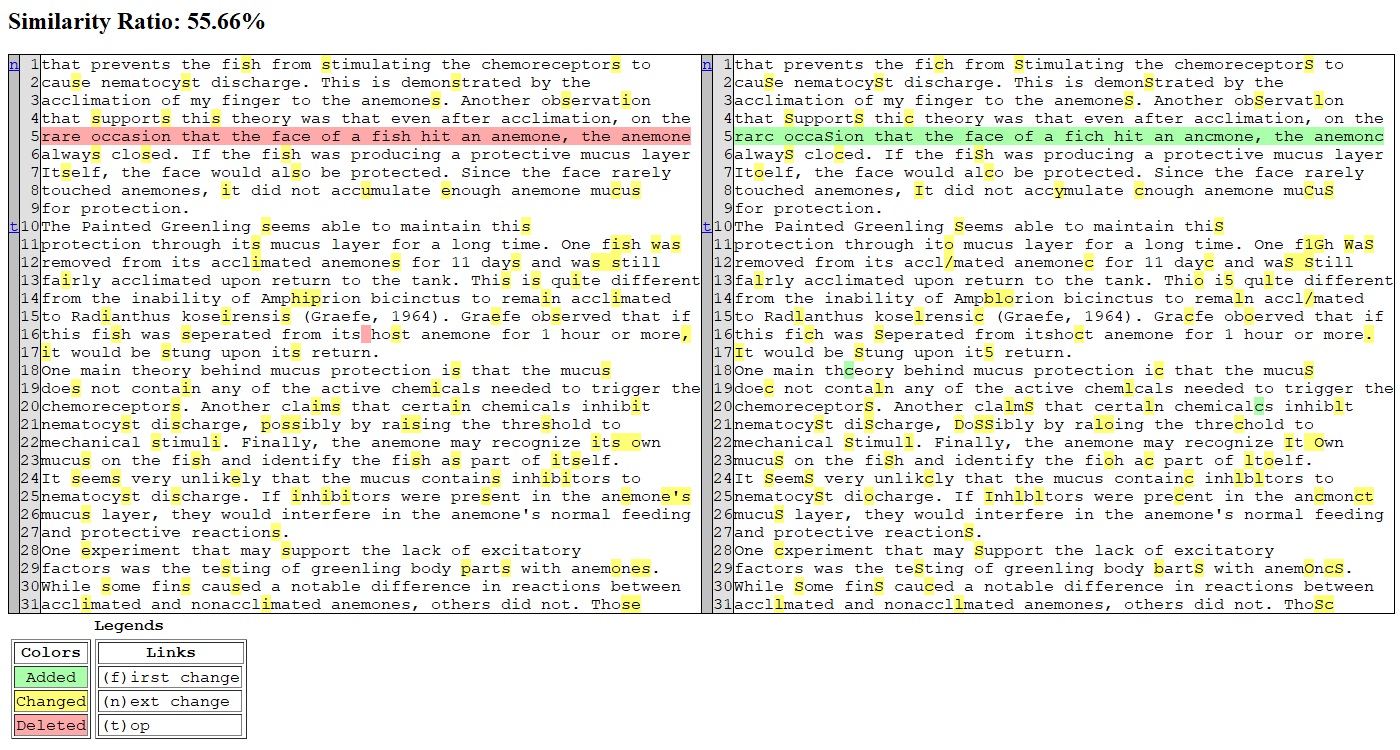 Similarity Ratio: 55.66%
n 1 that prevents the fish from stimulating the chemoreceptors to
2 cause nematocyst discharge. This is demonstrated by the
3 acclimation of my finger to the anemones. Another observation
4 that supports this theory was that even after acclimation, on the
5 rare occasion that the face of a fish hit an anemone, the anemone
6 always closed. If the fish was producing a protective mucus layer
7 Itself, the face would also be protected. Since the face rarely
8 touched anemones, it did not accumulate enough anemone mucus
9 for protection.
t 10 The Painted Greenling seems able to maintain this
11 protection through its mucus layer for a long time. One fish was
12 removed from its acclimated anemones for 11 days and was still
13 fairly acclimated upon return to the tank. This is quite different
14 from the inability of Amphiprion bicinctus to remain acclimated
15 to Radianthus koseirensis (Graefe, 1964). Graefe observed that if
16 this fish was seperated from its host anemone for 1 hour or more,
17 it would be stung upon its return.
18 One main theory behind mucus protection is that the mucus
19 does not contain any of the active chemicals needed to trigger the
20 chemoreceptors. Another claims that certain chemicals inhibit
21 nematocyst discharge, possibly by raising the threshold to
22 mechanical stimuli. Finally, the anemone may recognize its own
23 mucus on the fish and identify the fish as part of itself.
24 It seems very unlikely that the mucus contains inhibitors to
25 nematocyst discharge. If inhibitors were present in the anemone's
26 mucus layer, they would interfere in the anemone's normal feeding
27 and protective reactions.
28 One experiment that may support the lack of excitatory
29 factors was the testing of greenling body parts with anemones.
30 While some fins caused a notable difference in reactions between
31 acclimated and nonacclimated anemones, others did not. Those
n 1 that prevents the fich from Stimulating the chemoreceptorS to
2 cauSe nematocySt discharge. This is demonStrated by the
3 acclimation of my finger to the anemoneS. Another obServatlon
4 that SupportS thic theory was that even after acclimation, on the
5 rarc occaSion that the face of a fich hit an ancmone, the anemonc
6 alwayS cloced. If the fiSh was producing a protective mucus layer
7 Itoelf, the face would alco be protected. Since the face rarely
8 touched anemones, It did not accymulate cnough anemone muCuS
9 for protection.
t 10 The Painted Greenling Seems able to maintain thiS
11 protection through ito mucus layer for a long time. One f1Gh WaS
12 removed from its accl/mated anemonec for 11 dayc and waS Still
13 falrly acclimated upon return to the tank. Thio i5 qulte different
14 from the inability of Ampblorion bicinctus to remaln accl/mated
15 to Radlanthus koselrensic (Graefe, 1964). Gracfe obcerved that if
16 this fich was Seperated from itshoct anemone for 1 hour or more.
17 It would be Stung upon it5 return.
18 One main thceory behind mucus protection ic that the mucuS
19 doec not contaln any of the active chemlcals needed to trigger the
20 chemoreceptorS. Another clalmS that certaln chemicalcs inhiblt
21 nematocySt diScharge, DoSSibly by raloing the threchold to
22 mechanical Stimull. Finally, the anemone may recognize It Own
23 mucuS on the fiSh and identify the fioh ac part of ltoelf.
24 It SeemS very unlikcly that the mucus containc inhlbltors to
25 nematocySt diocharge. If Inhlbltors were precent in the ancmonct
26 mucuS layer, they would interfere in the anemone's normal feeding
27 and protective reactionS.
28 One cxperiment that may Support the lack of excitatory
29 factors was the teSting of greenling body bartS with anemOncS.
30 While Some finS cauced a notable difference in reactions between
31 accllmated and nonaccllmated anemones, others did not. ThoSc
Legends
Colors Links
Added (f)irst change
Changed (n)ext change
Deleted (t)op